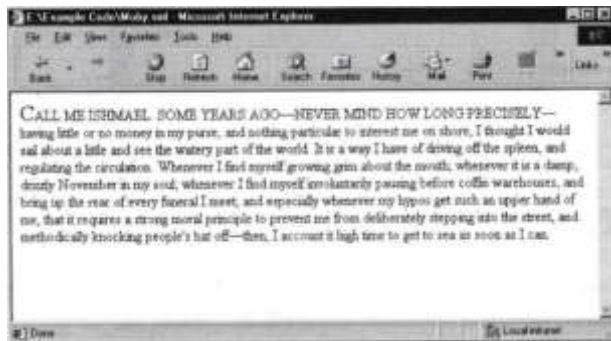 Microsoft Internet Explorer
File Edit View Favorites Tools Help
Back Stop Refresh Home Search Favorites History Mail Print Links
CALL ME ISHMAEL. SOME YEARS AGO—NEVER MIND HOW LONG PRECISELY—
having little or no money in my purse, and nothing particular to interest me on shore, I thought I would
sail about a little and see the watery part of the world. It is a way I have of driving off the spleen, and
regulating the circulation. Whenever I find myself growing grim about the mouth; whenever it is a damp,
drizzly November in my soul; whenever I find myself involuntarily pausing before coffin warehouses, and
bring up the rear of every funeral I meet, and especially whenever my hypos get such an upper hand of
me, that it requires a strong moral principle to prevent me from deliberately stepping into the street, and
methodically knocking people's hat off—then, I account it high time to get to sea as soon as I can.
Done Local intranet